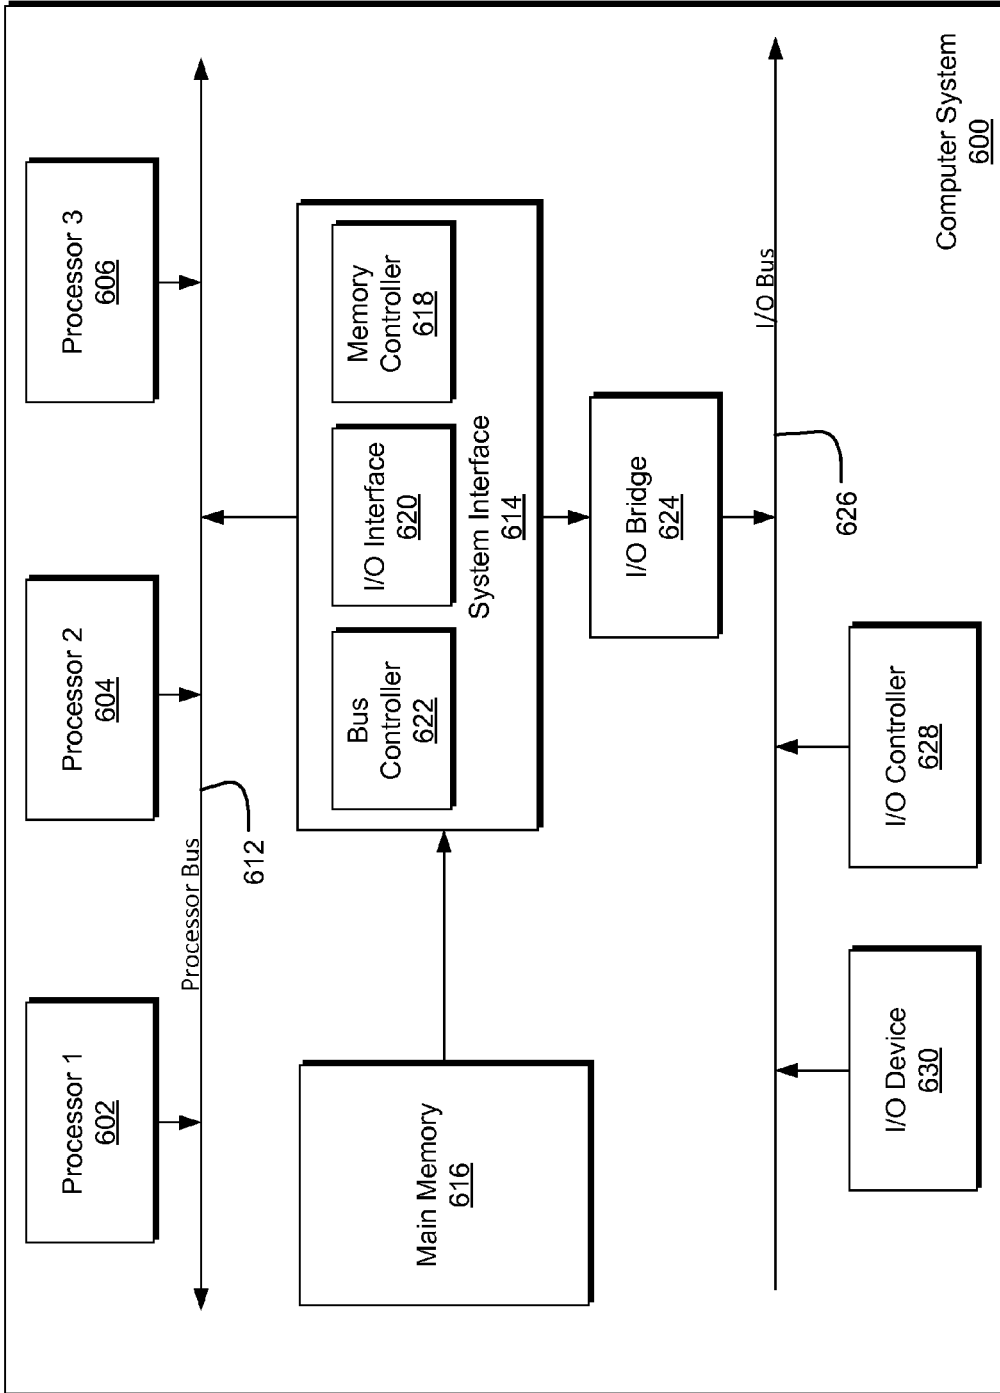 Processor 1
602
Processor 2
604
Processor 3
606
Processor Bus
612
Main Memory
616
Bus
Controller
622
I/O Interface
620
Memory
Controller
618
System Interface
614
I/O Bridge
624
I/O Bus
626
I/O Device
630
I/O Controller
628
Computer System
600